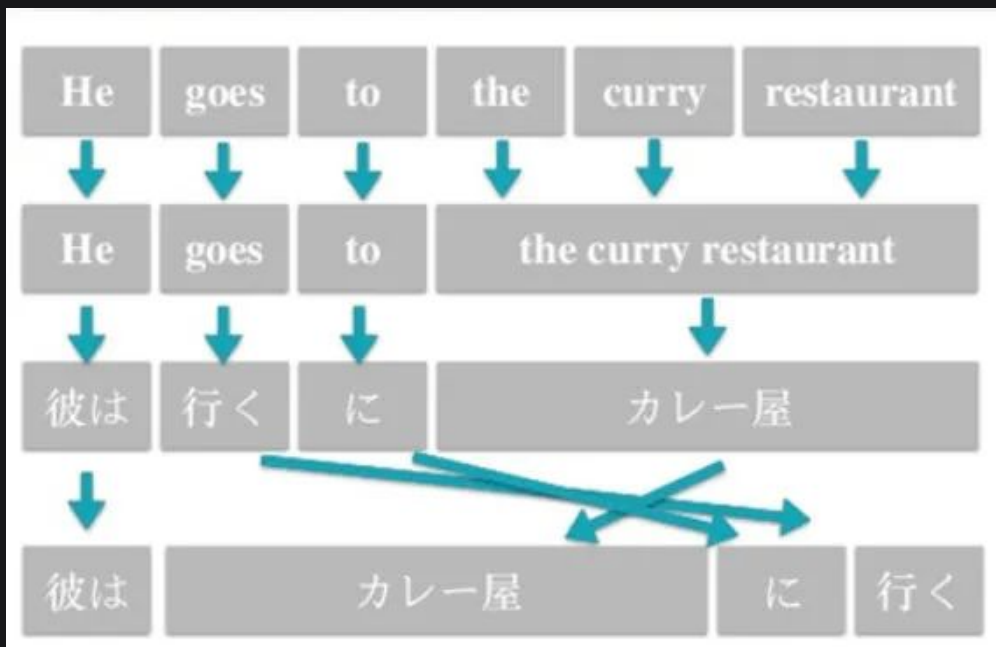 He goes to the curry restaurant
He goes to the curry restaurant
彼は 行く に カレー屋
彼は カレー屋 に 行く